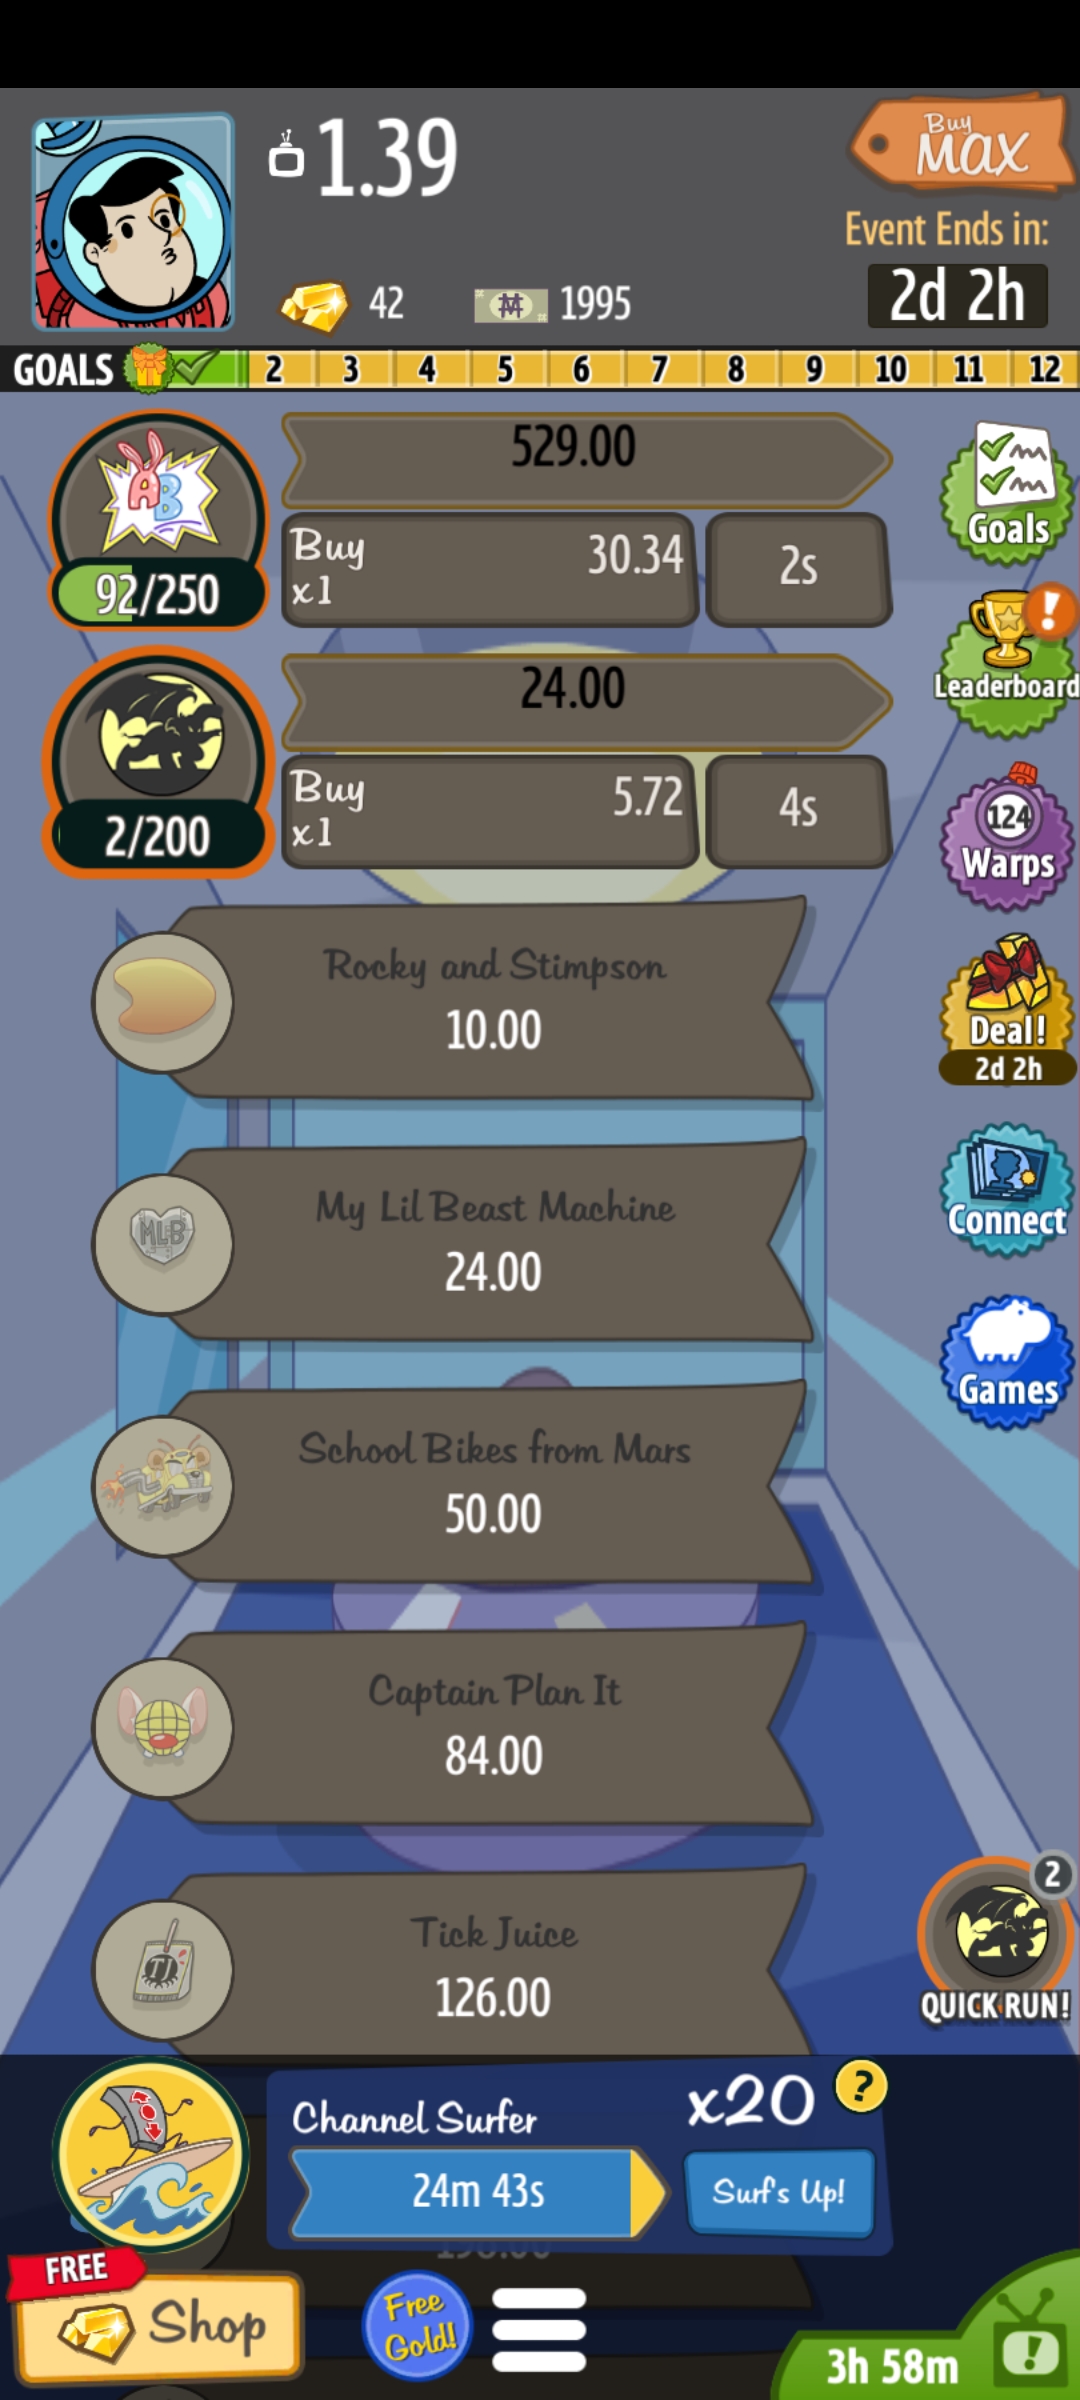 1.39
Buy
MAX
Event Ends in:
42
1995
2d 2h
GOALS 2 3 4 5 6 7 8 9 10 11 12
AB
529.00
Buy
x1
30.34
2s
92/250
Goals
Leaderboard
24.00
Buy
x1
5.72
4s
2/200
124
Warps
Rocky and Stimpson
10.00
Deal!
2d 2h
MLB
My Lil Beast Machine
24.00
Connect
School Bikes from Mars
50.00
Games
Captain Plan It
84.00
TJ
Tick Juice
126.00
2
QUICK RUN!
Channel Surfer
x20
?
24m 43s
Surf's Up!
FREE
Shop
Free
Gold!
3h 58m